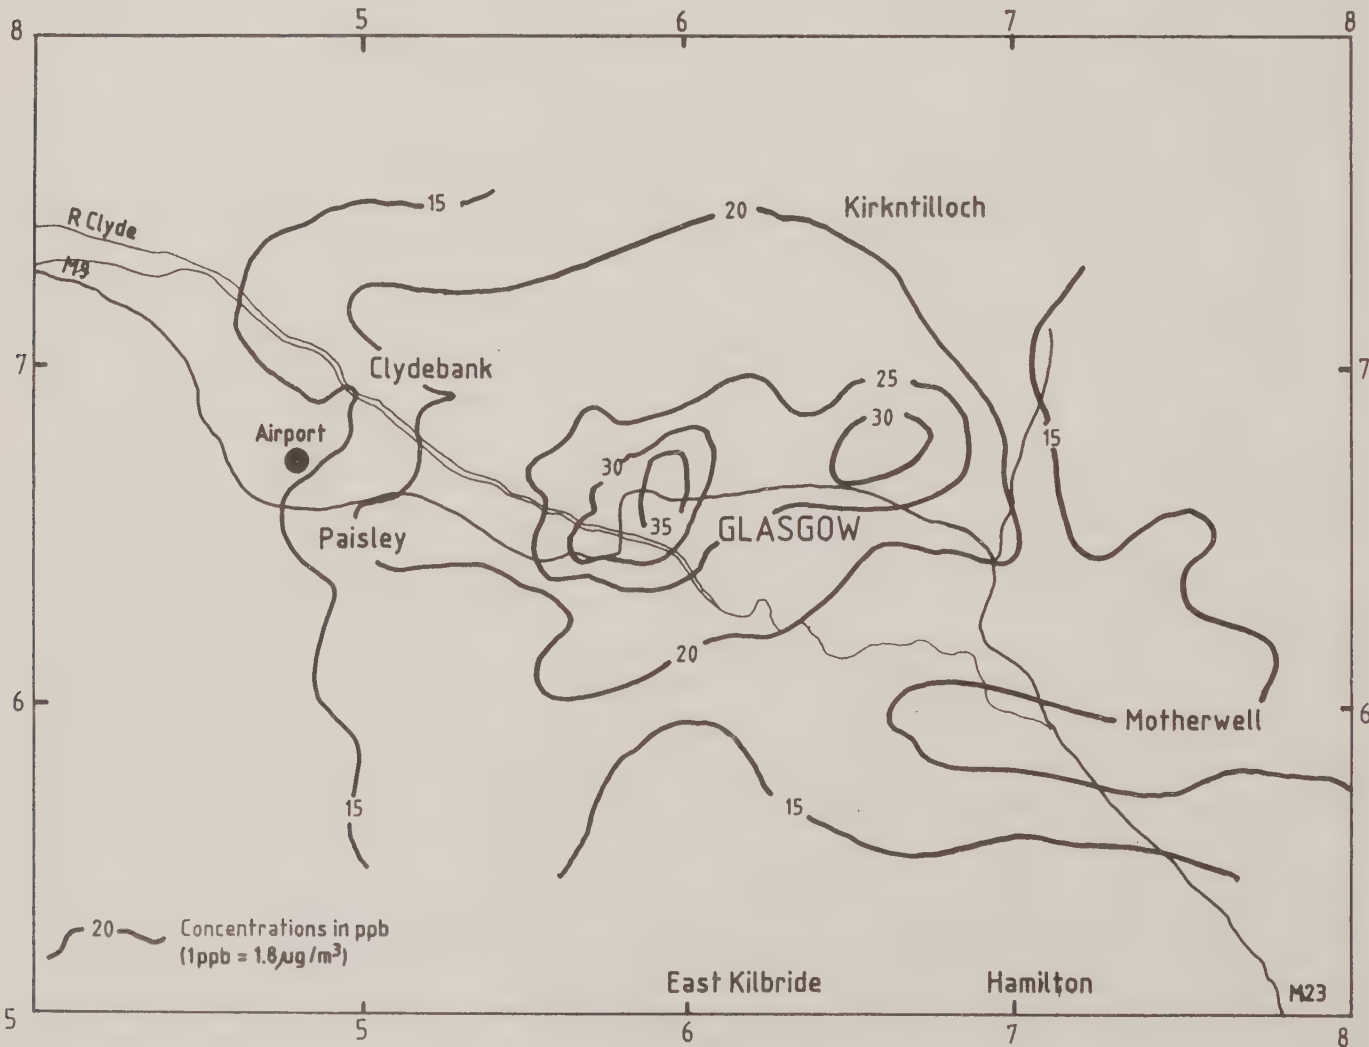 8 5 6 7 8
15
20 Kirkntilloch
R Clyde
M8
7 Clydebank 7
25
30
Airport
15
30
35
GLASGOW
Paisley
20
6 Motherwell 6
15
15
20 Concentrations in ppb
(1ppb = 1.8µg/m³)
East Kilbride Hamilton
M23
5 5 6 7 8